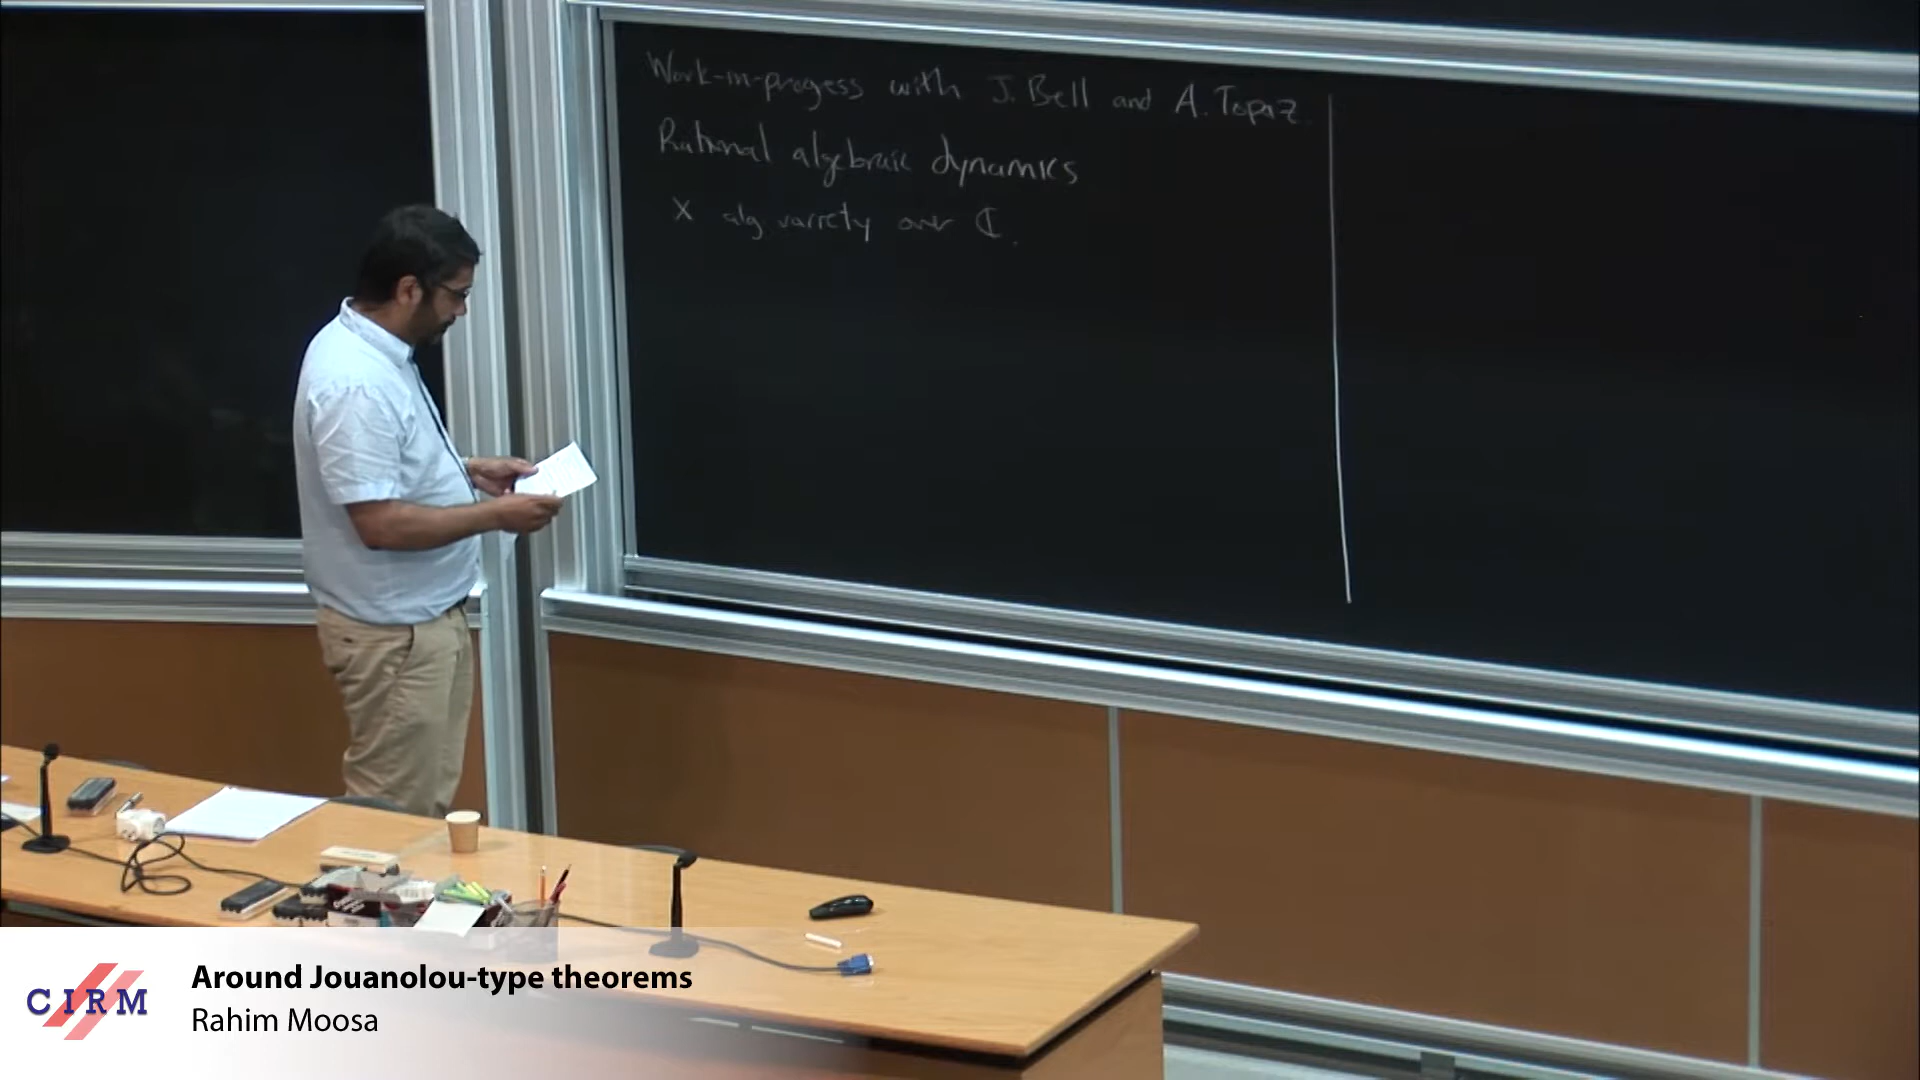 Work-in-progess with J. Bell and A. Topaz
Rational algebraic dynamics
X alg. variety over ℂ.
CIRM
Around Jouanolou-type theorems
Rahim Moosa